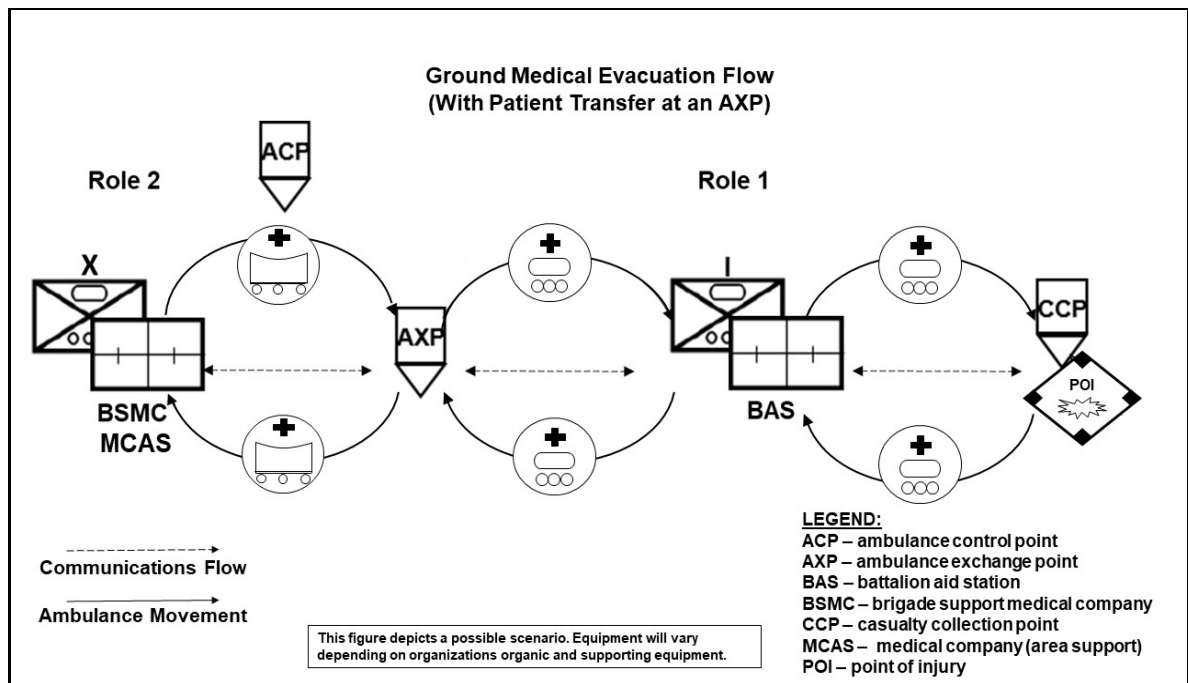 Ground Medical Evacuation Flow
(With Patient Transfer at an AXP)
ACP
Role 2
Role 1
X
I
AXP
CCP
POI
BSMC
MCAS
BAS
Communications Flow
Ambulance Movement
This figure depicts a possible scenario. Equipment will vary
depending on organizations organic and supporting equipment.
LEGEND:
ACP – ambulance control point
AXP – ambulance exchange point
BAS – battalion aid station
BSMC – brigade support medical company
CCP – casualty collection point
MCAS – medical company (area support)
POI – point of injury